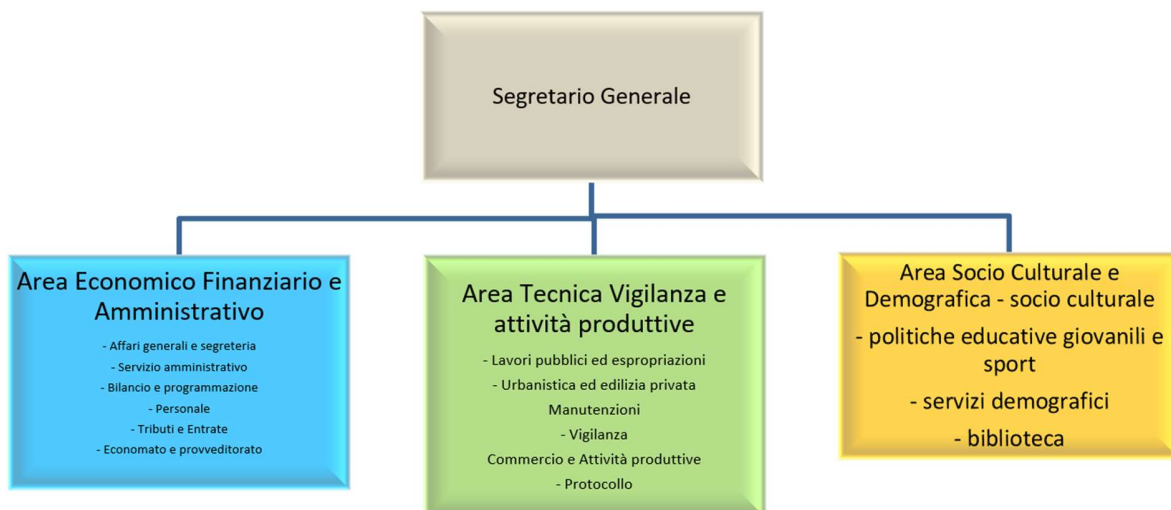 Segretario Generale
Area Economico Finanziario e
Amministrativo
- Affari generali e segreteria
- Servizio amministrativo
- Bilancio e programmazione
- Personale
- Tributi e Entrate
- Economato e provveditorato
Area Tecnica Vigilanza e
attività produttive
- Lavori pubblici ed espropriazioni
- Urbanistica ed edilizia privata
Manutenzioni
- Vigilanza
Commercio e Attività produttive
- Protocollo
Area Socio Culturale e
Demografica - socio culturale
- politiche educative giovanili e
sport
- servizi demografici
- biblioteca